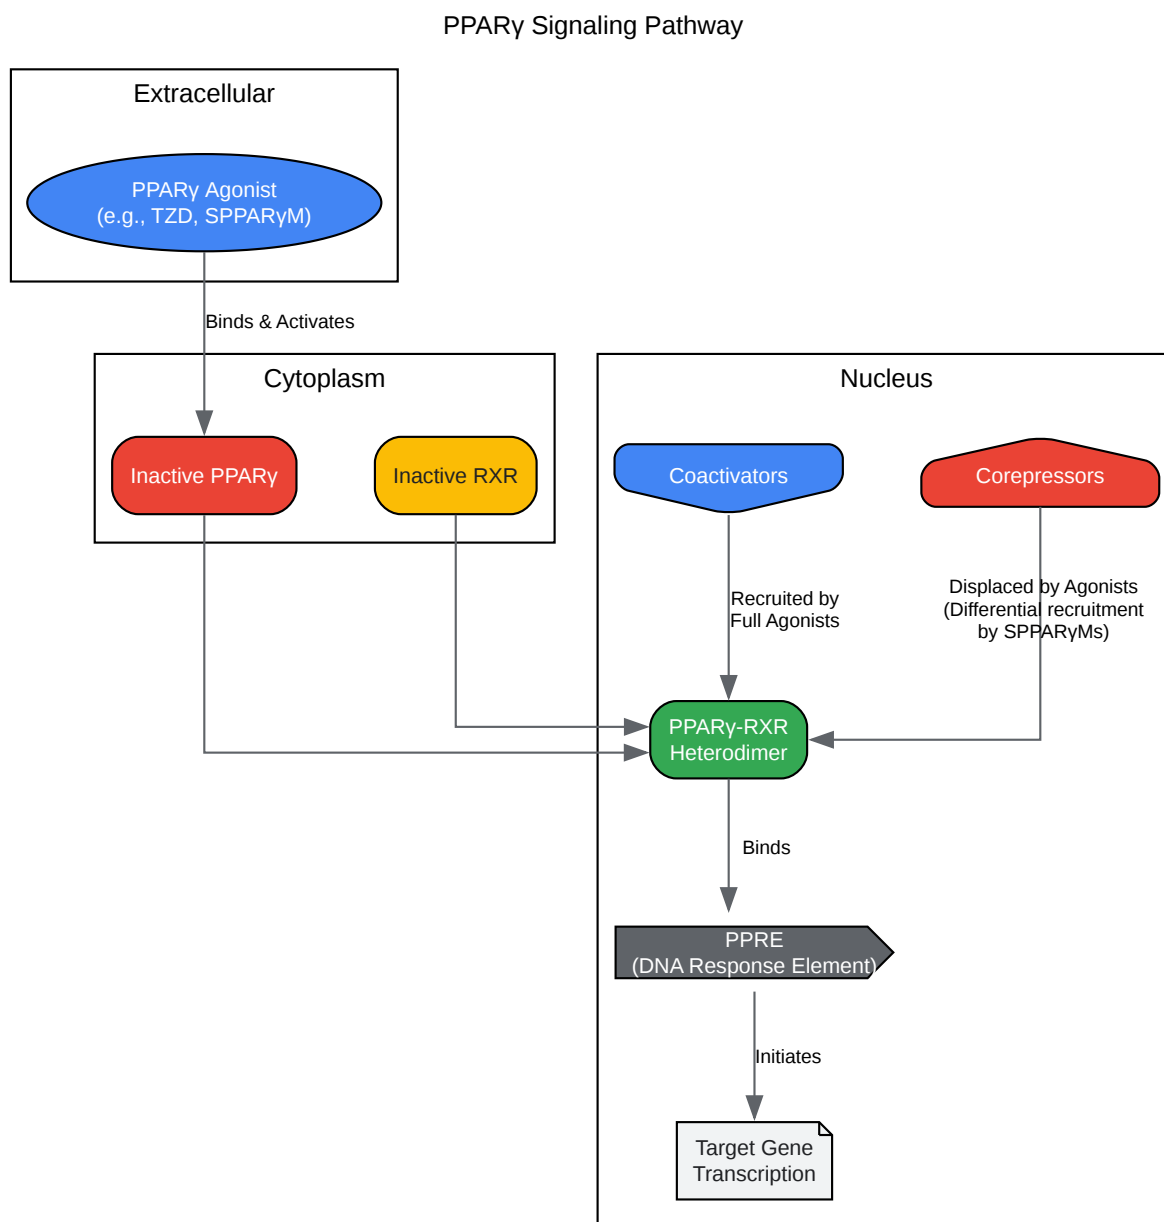 PPARγ Signaling Pathway
Extracellular
PPARγ Agonist
(e.g., TZD, SPPARγM)
Binds & Activates
Cytoplasm
Inactive PPARγ
Inactive RXR
Nucleus
Coactivators
Corepressors
Recruited by
Full Agonists
Displaced by Agonists
(Differential recruitment
by SPPARγMs)
PPARγ-RXR
Heterodimer
Binds
PPRE
(DNA Response Element)
Initiates
Target Gene
Transcription